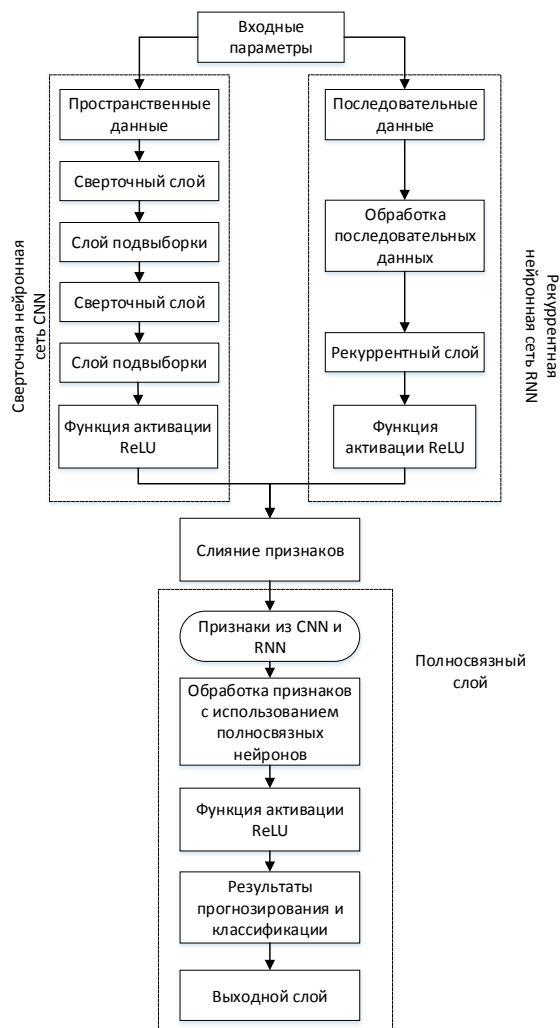 Входные
параметры
Пространственные
данные
Сверточный слой
Слой подвыборки
Сверточный слой
Слой подвыборки
Функция активации
ReLU
Сверточная нейронная
сеть CNN
Последовательные
данные
Обработка
последовательных
данных
Рекуррентный слой
Функция
активации ReLU
Рекуррентная
нейронная сеть RNN
Слияние признаков
Признаки из CNN и
RNN
Обработка признаков
с использованием
полносвязных
нейронов
Функция активации
ReLU
Результаты
прогнозирования и
классификации
Выходной слой
Полносвязный
слой